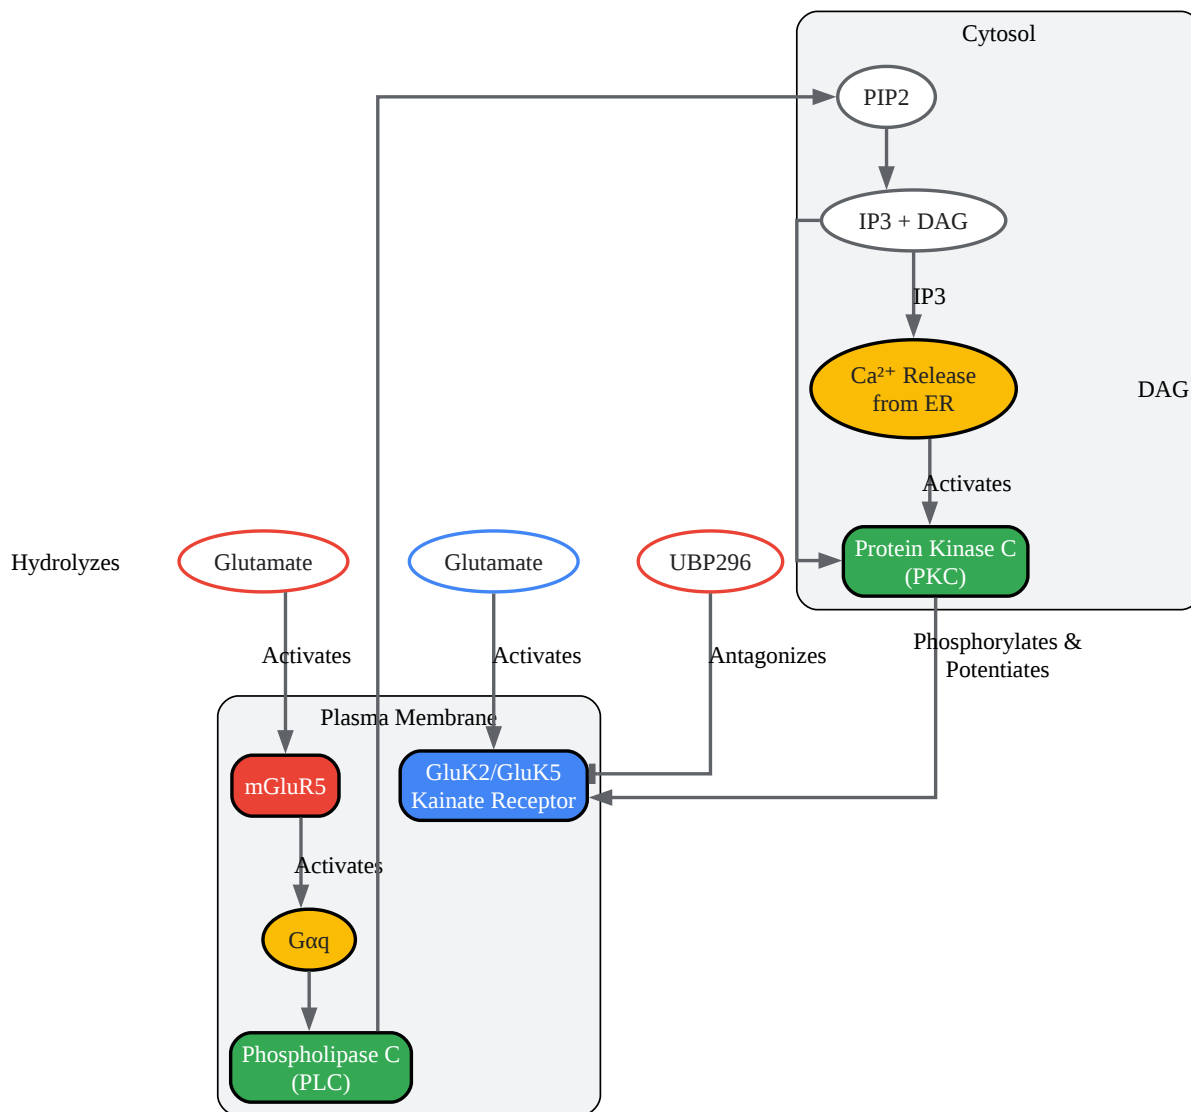 Cytosol
PIP2
IP3 + DAG
IP3
Ca²⁺ Release
from ER
DAG
Activates
Protein Kinase C
(PKC)
Hydrolyzes
Glutamate
Glutamate
UBP296
Activates
Activates
Antagonizes
Phosphorylates &
Potentiates
Plasma Membrane
mGluR5
GluK2/GluK5
Kainate Receptor
Activates
Gαq
Phospholipase C
(PLC)